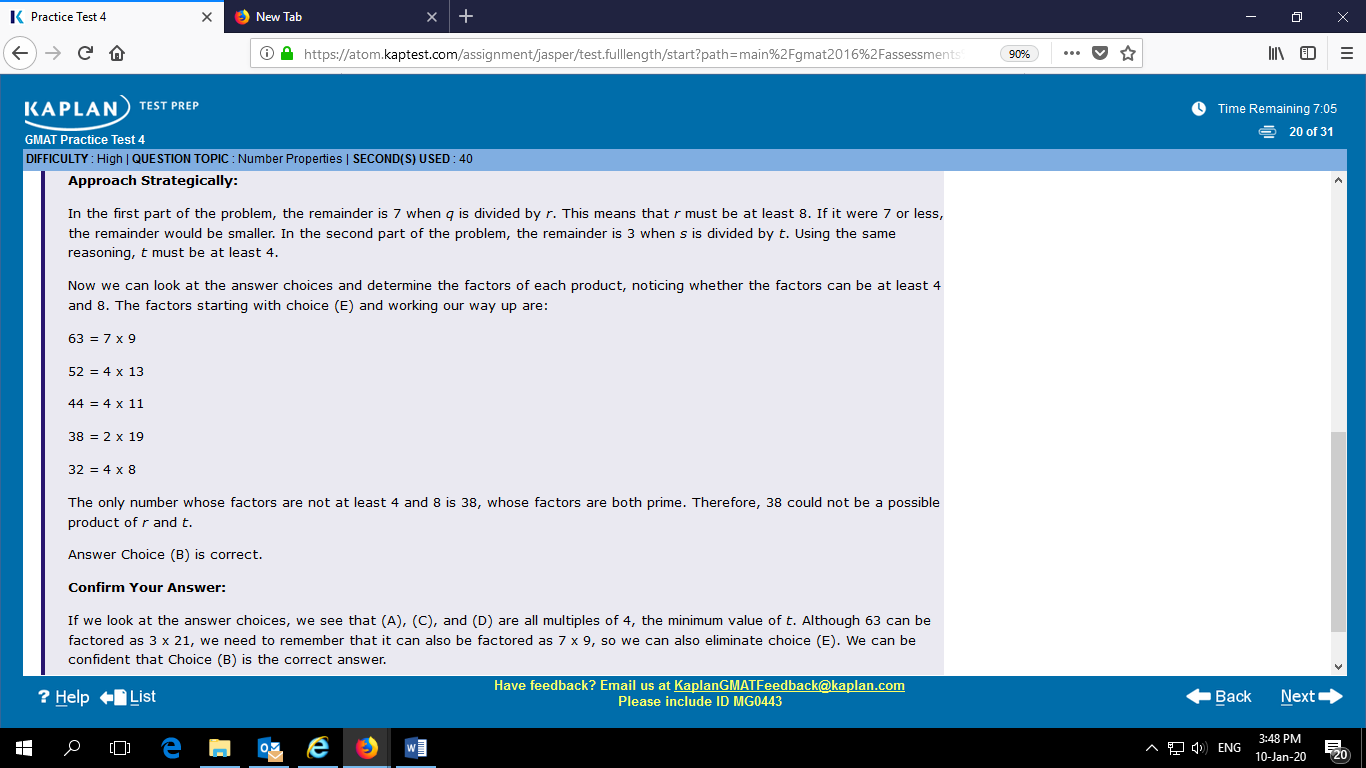 Practice Test 4
New Tab
https://atom.kaptest.com/assignment/jasper/test.fulllength/start?path=main%2Fgmat2016%2Fassessments
90%
KAPLAN TEST PREP
Time Remaining 7:05
GMAT Practice Test 4
20 of 31
DIFFICULTY : High | QUESTION TOPIC : Number Properties | SECOND(S) USED : 40
Approach Strategically:
In the first part of the problem, the remainder is 7 when q is divided by r. This means that r must be at least 8. If it were 7 or less,
the remainder would be smaller. In the second part of the problem, the remainder is 3 when s is divided by t. Using the same
reasoning, t must be at least 4.
Now we can look at the answer choices and determine the factors of each product, noticing whether the factors can be at least 4
and 8. The factors starting with choice (E) and working our way up are:
63 = 7 x 9
52 = 4 x 13
44 = 4 x 11
38 = 2 x 19
32 = 4 x 8
The only number whose factors are not at least 4 and 8 is 38, whose factors are both prime. Therefore, 38 could not be a possible
product of r and t.
Answer Choice (B) is correct.
Confirm Your Answer:
If we look at the answer choices, we see that (A), (C), and (D) are all multiples of 4, the minimum value of t. Although 63 can be
factored as 3 x 21, we need to remember that it can also be factored as 7 x 9, so we can also eliminate choice (E). We can be
confident that Choice (B) is the correct answer.
? Help List
Have feedback? Email us at KaplanGMATFeedback@kaplan.com
Please include ID MG0443
Back Next
ENG
3:48 PM
10-Jan-20
20